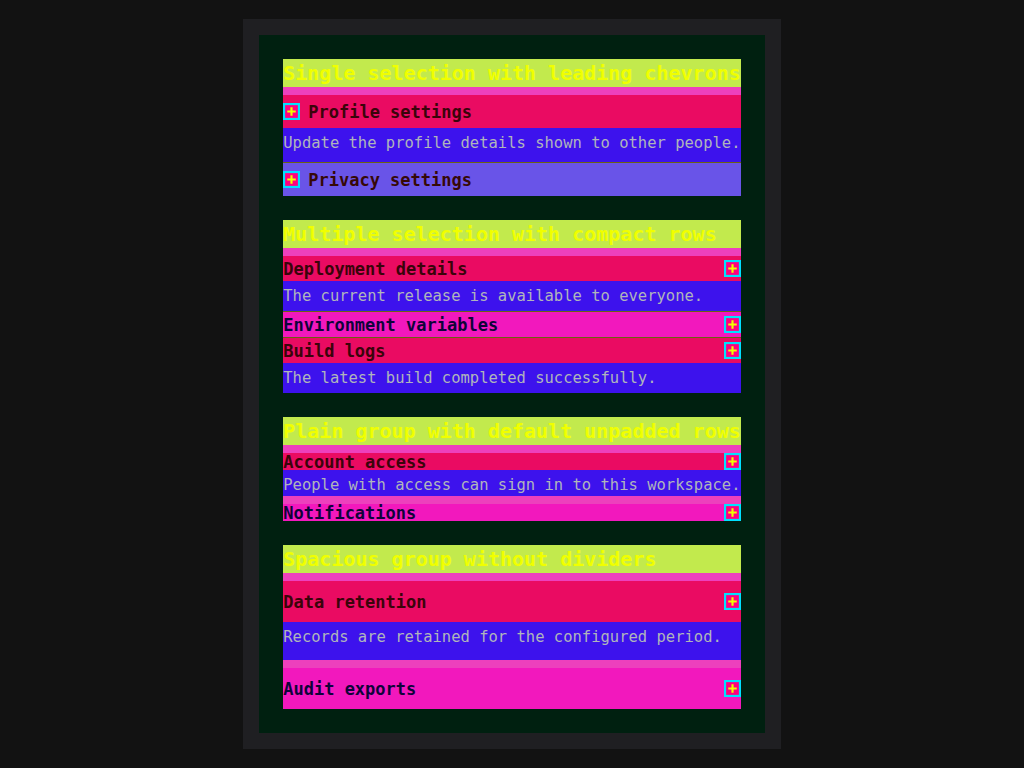 Single selection with leading chevrons
Profile settings
Update the profile details shown to other people.
Privacy settings
Multiple selection with compact rows
Deployment details
The current release is available to everyone.
Environment variables
Build logs
The latest build completed successfully.
Plain group with default unpadded rows
Account access
People with access can sign in to this workspace.
Notifications
Spacious group without dividers
Data retention
Records are retained for the configured period.
Audit exports